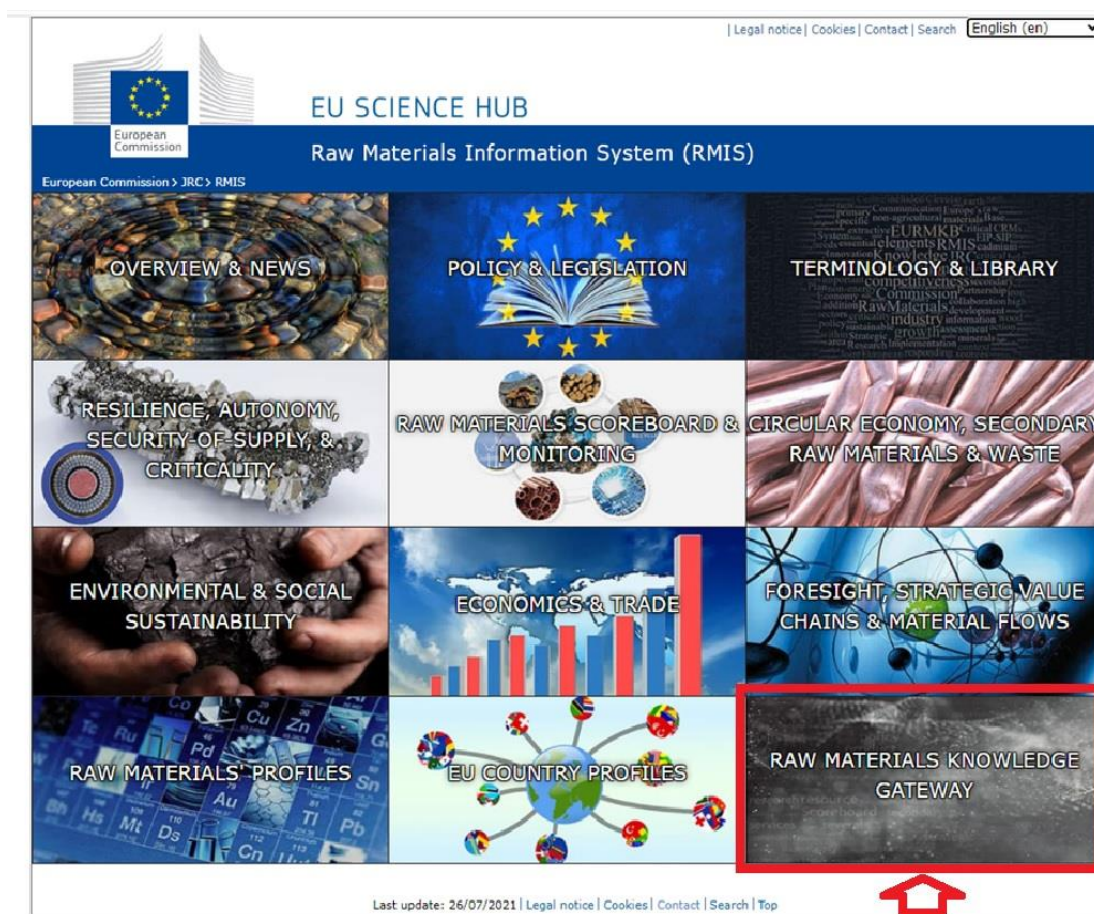 | Legal notice | Cookies | Contact | Search English (en)
European
Commission
EU SCIENCE HUB
Raw Materials Information System (RMIS)
European Commission > JRC > RMIS
OVERVIEW & NEWS
POLICY & LEGISLATION
TERMINOLOGY & LIBRARY
RESILIENCE, AUTONOMY,
SECURITY OF SUPPLY, &
CRITICALITY
RAW MATERIALS SCOREBOARD &
MONITORING
CIRCULAR ECONOMY, SECONDARY
RAW MATERIALS & WASTE
ENVIRONMENTAL & SOCIAL
SUSTAINABILITY
ECONOMICS & TRADE
FORESIGHT, STRATEGIC VALUE
CHAINS & MATERIAL FLOWS
RAW MATERIALS' PROFILES
EU COUNTRY PROFILES
RAW MATERIALS KNOWLEDGE
GATEWAY
Last update: 26/07/2021 | Legal notice | Cookies | Contact | Search | Top